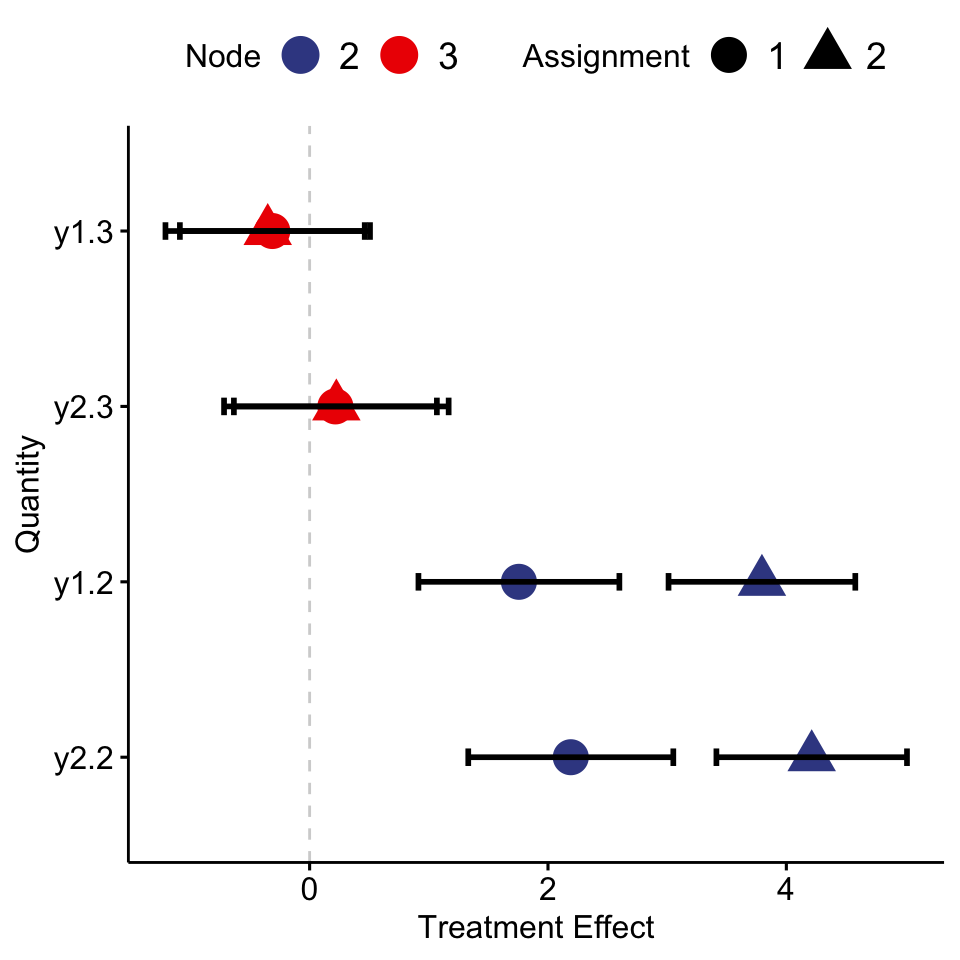 Node 2 3 Assignment 1 2
y1.3
y2.3
y1.2
y2.2
Quantity
0 2 4
Treatment Effect